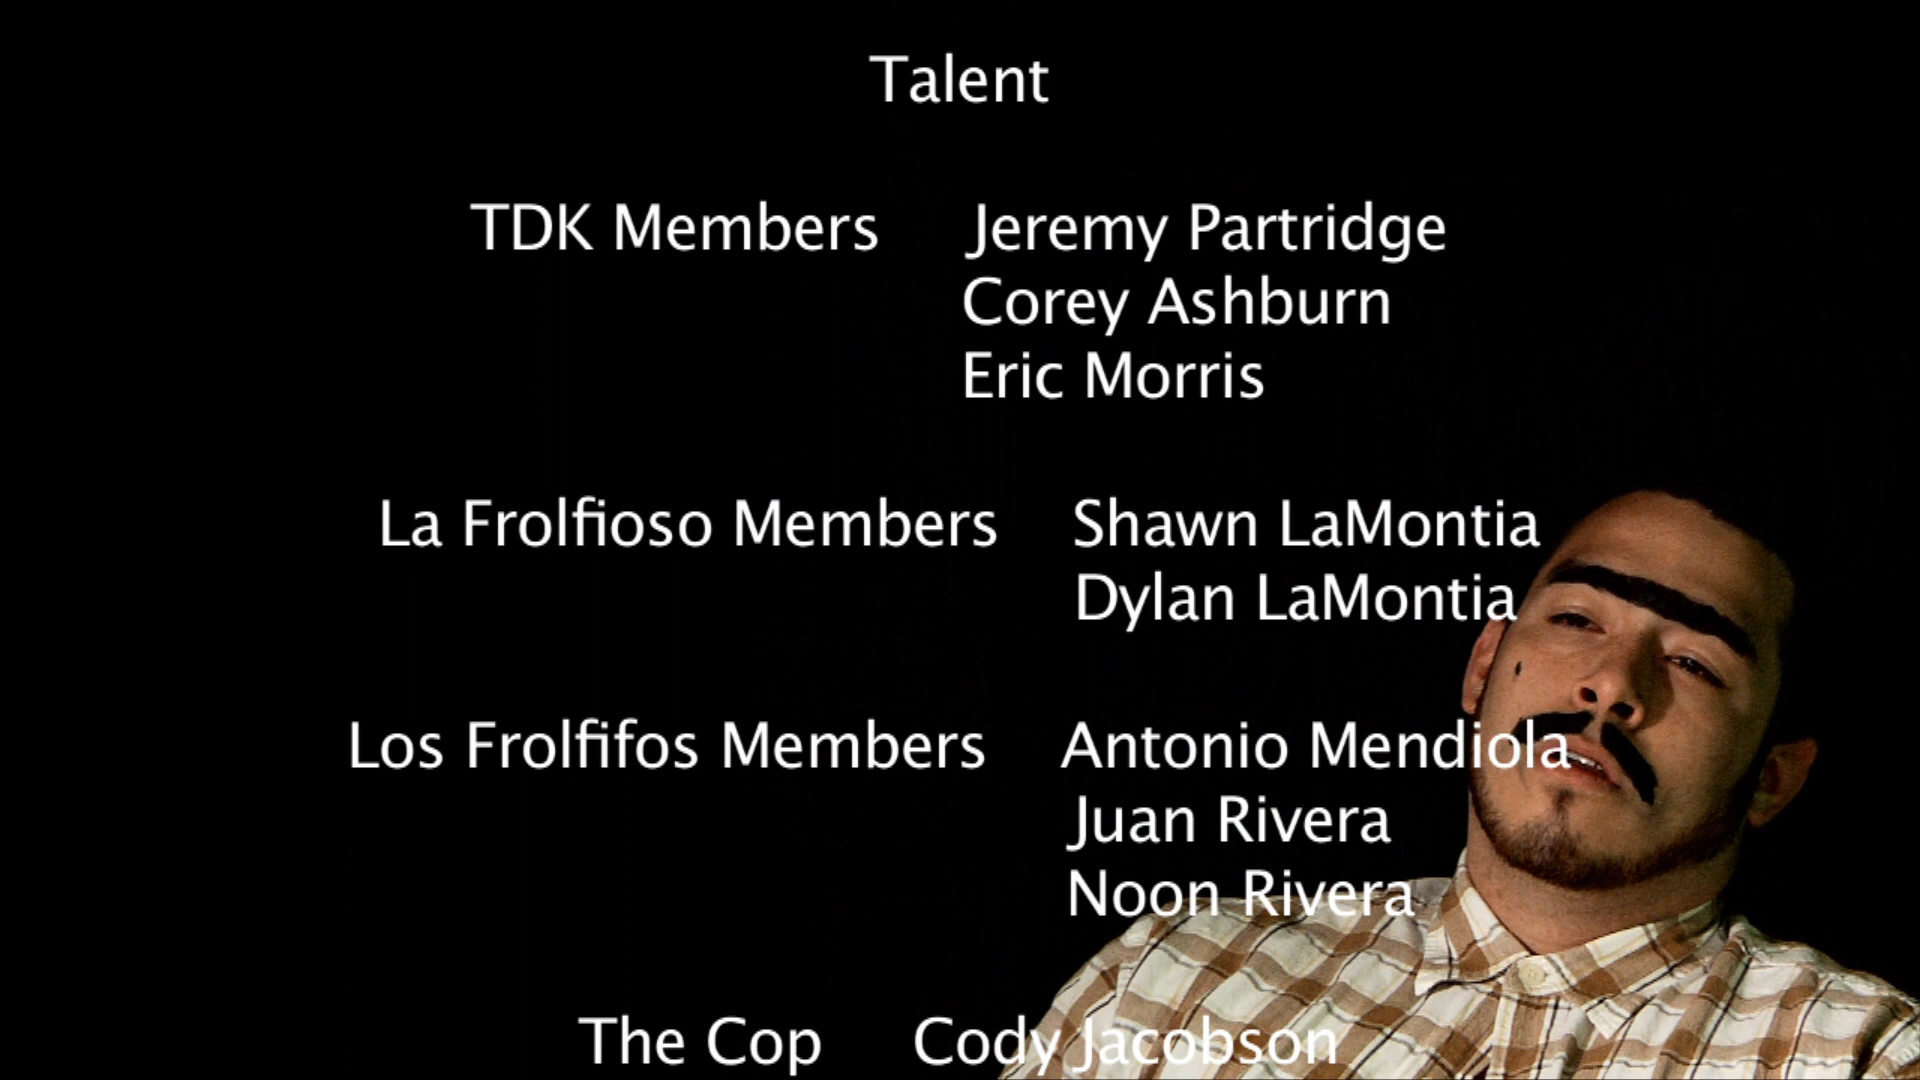 Talent
TDK Members Jeremy Partridge
Corey Ashburn
Eric Morris
La Frolfioso Members Shawn LaMontia
Dylan LaMontia
Los Frolfifos Members Antonio Mendiola
Juan Rivera
Noon Rivera
The Cop Cody Jacobson